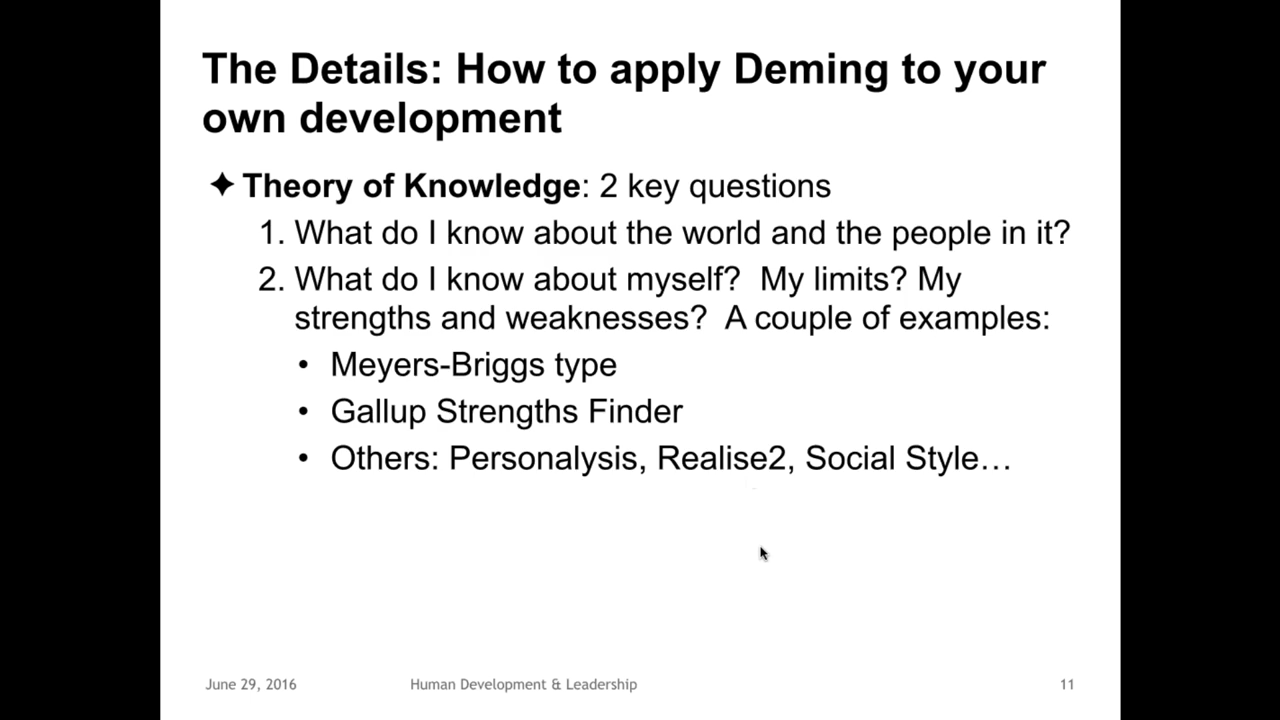 The Details: How to apply Deming to your
own development
✦ Theory of Knowledge: 2 key questions
1. What do I know about the world and the people in it?
2. What do I know about myself?  My limits? My
strengths and weaknesses?  A couple of examples:
• Meyers-Briggs type
• Gallup Strengths Finder
• Others: Personalysis, Realise2, Social Style…
June 29, 2016 Human Development & Leadership 11